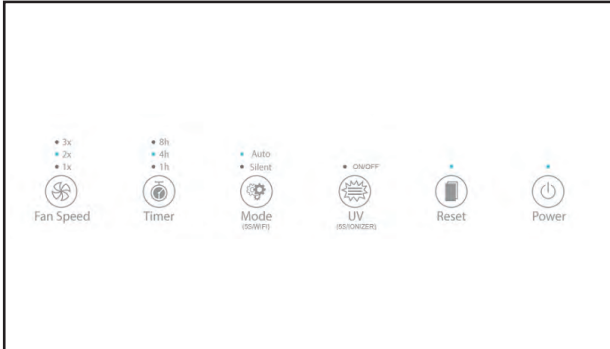 3x
2x
1x
Fan Speed
8h
4h
1h
Timer
Auto
Silent
Mode
(5S/WIFI)
ON/OFF
UV
(5S/IONIZER)
Reset
Power